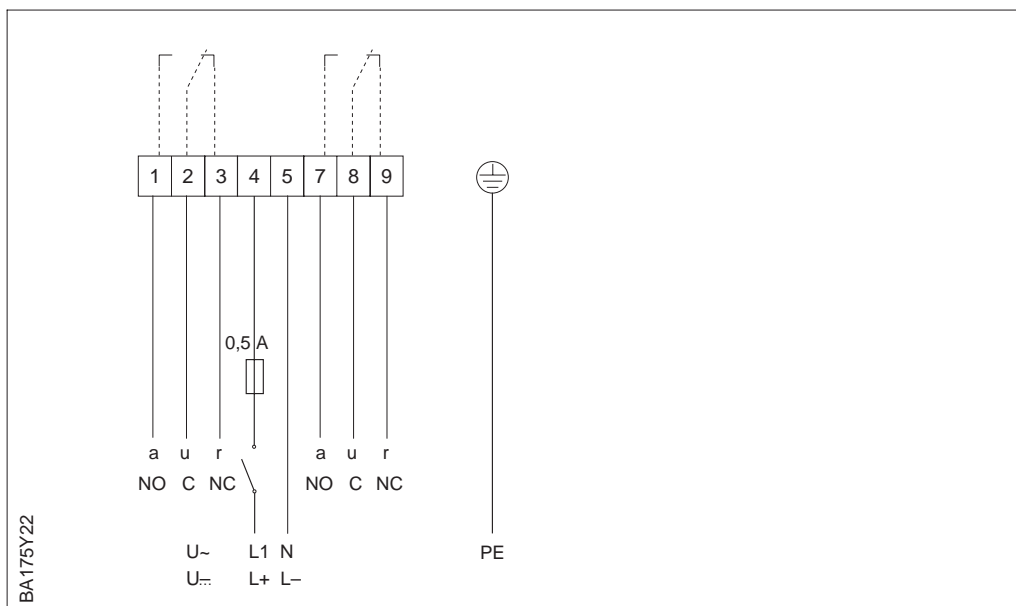 1 2 3 4 5 7 8 9
0,5 A
a u r a u r
NO C NC NO C NC
U~ L1 N PE
U⎓ L+ L–
BA175Y22